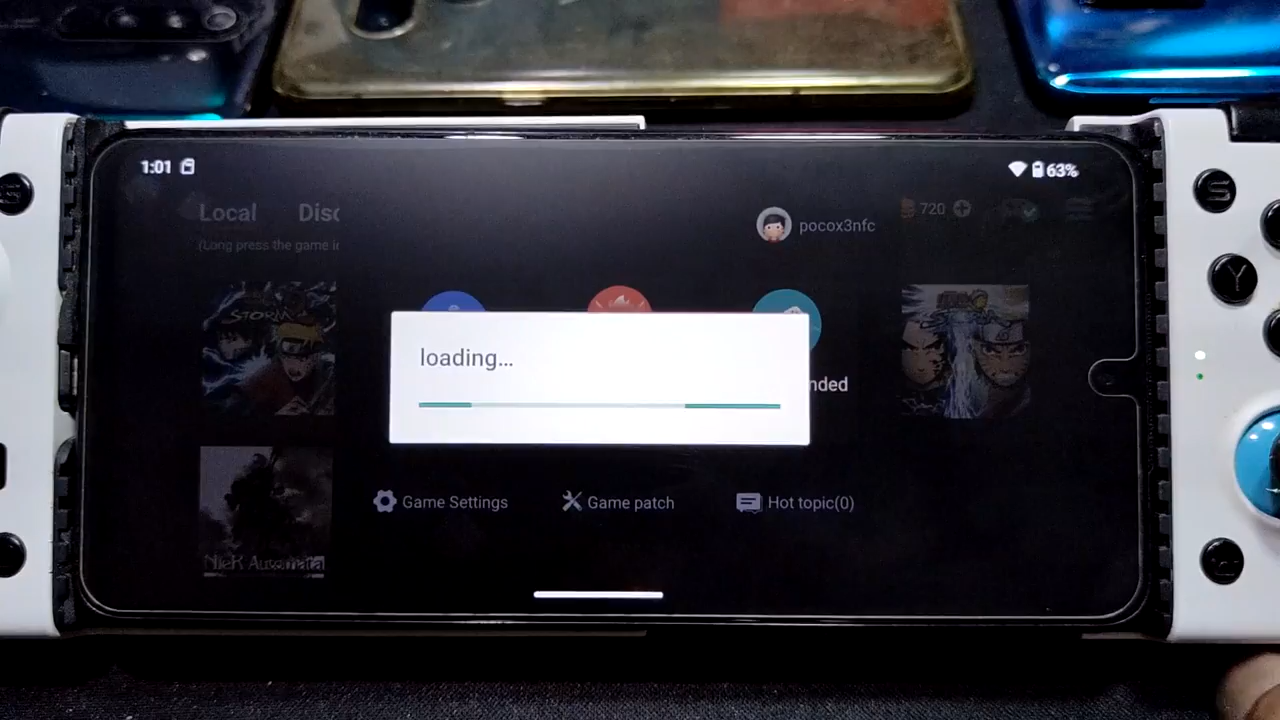 1:01
63%
Local Disc
720
pocox3nfc
(Long press the game i
STORM
loading...
nded
Game Settings
Game patch
Hot topic(0)
NieR Automata
S
Y